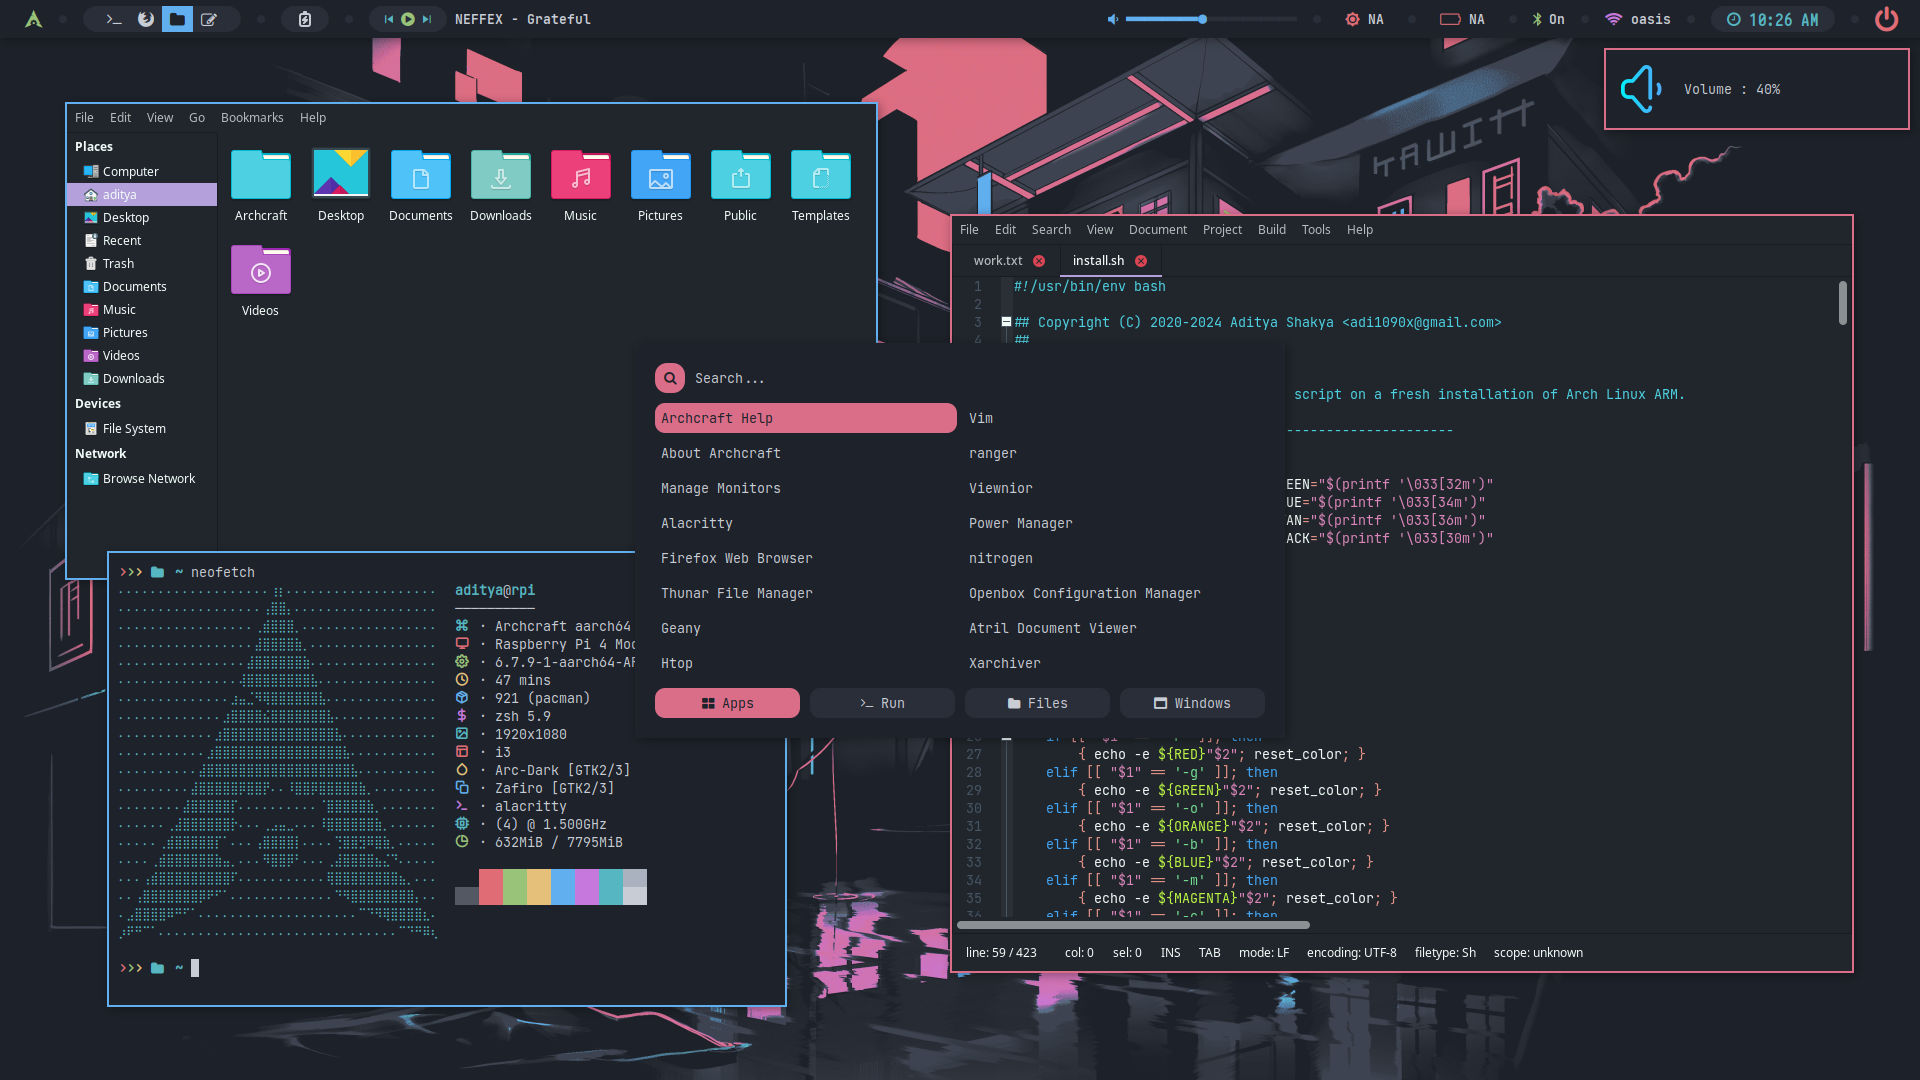 NEFFEX - Grateful
NA
NA
On
oasis
10:26 AM
Volume : 40%
File Edit View Go Bookmarks Help
Places
Computer
aditya
Desktop
Recent
Trash
Documents
Music
Pictures
Videos
Downloads
Devices
File System
Network
Browse Network
Archcraft
Desktop
Documents
Downloads
Music
Pictures
Public
Templates
Videos
KAWIII
File Edit Search View Document Project Build Tools Help
work.txt
install.sh
1 #!/usr/bin/env bash
2
3 ## Copyright (C) 2020-2024 Aditya Shakya <adi1090x@gmail.com>
4 ##
script on a fresh installation of Arch Linux ARM.
---------------------
EEN="$(printf '\033[32m')"
UE="$(printf '\033[34m')"
AN="$(printf '\033[36m')"
ACK="$(printf '\033[30m')"
27 { echo -e ${RED}"$2"; reset_color; }
28 elif [[ "$1" == '-g' ]]; then
29 { echo -e ${GREEN}"$2"; reset_color; }
30 elif [[ "$1" == '-o' ]]; then
31 { echo -e ${ORANGE}"$2"; reset_color; }
32 elif [[ "$1" == '-b' ]]; then
33 { echo -e ${BLUE}"$2"; reset_color; }
34 elif [[ "$1" == '-m' ]]; then
35 { echo -e ${MAGENTA}"$2"; reset_color; }
36 elif [[ "$1" == '-c' ]]; then
line: 59 / 423 col: 0 sel: 0 INS TAB mode: LF encoding: UTF-8 filetype: Sh scope: unknown
Search...
Archcraft Help
About Archcraft
Manage Monitors
Alacritty
Firefox Web Browser
Thunar File Manager
Geany
Htop
Vim
ranger
Viewnior
Power Manager
nitrogen
Openbox Configuration Manager
Atril Document Viewer
Xarchiver
Apps
>_ Run
Files
Windows
>>> ~ neofetch
aditya@rpi
──────────
· Archcraft aarch64
· Raspberry Pi 4 Mod
· 6.7.9-1-aarch64-AR
· 47 mins
· 921 (pacman)
· zsh 5.9
· 1920x1080
· i3
· Arc-Dark [GTK2/3]
· Zafiro [GTK2/3]
· alacritty
· (4) @ 1.500GHz
· 632MiB / 7795MiB
>>> ~